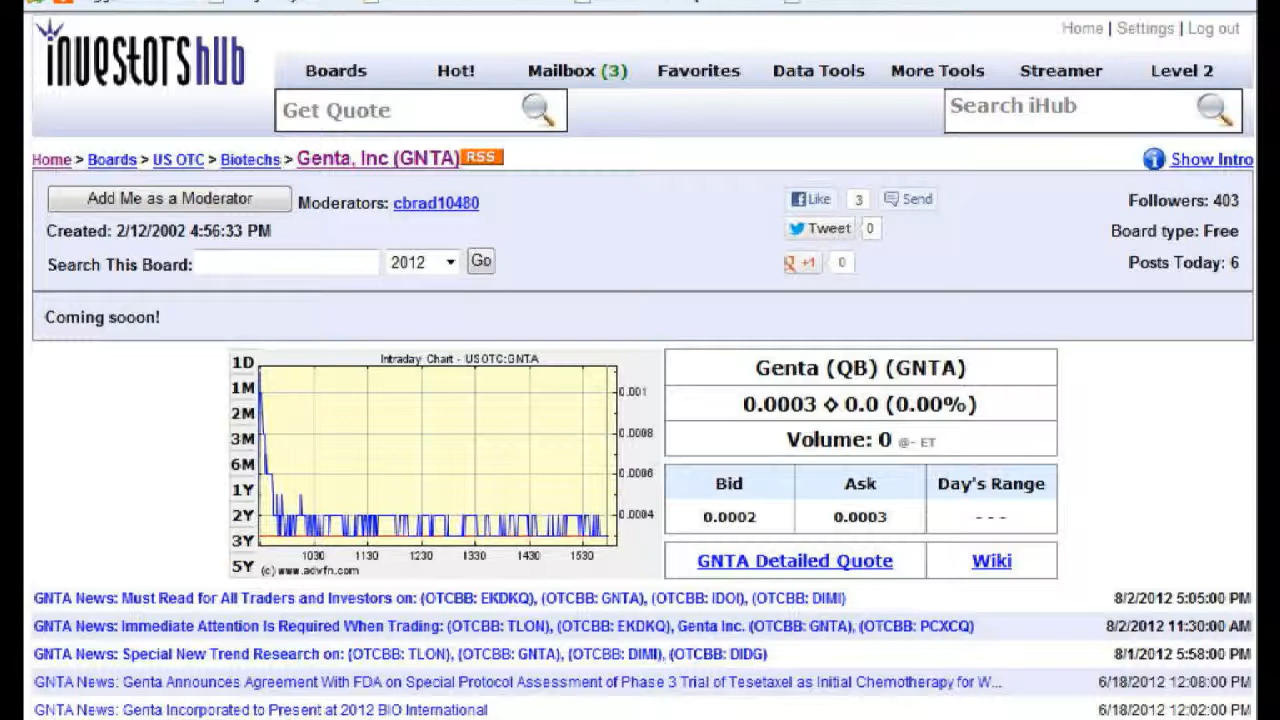 investorshub
Home | Settings | Log out
Boards Hot! Mailbox (3) Favorites Data Tools More Tools Streamer Level 2
Get Quote Search iHub
Home > Boards > US OTC > Biotechs > Genta, Inc (GNTA) RSS Show Intro
Add Me as a Moderator Moderators: cbrad10480 Like 3 Send Followers: 403
Created: 2/12/2002 4:56:33 PM Tweet 0 Board type: Free
Search This Board: 2012 Go +1 0 Posts Today: 6
Coming sooon!
1D Intraday Chart - USOTC:GNTA
1M 0.001
2M
3M 0.0008
6M 0.0006
1Y
2Y 0.0004
3Y
1030 1130 1230 1330 1430 1530
5Y (c) www.advfn.com
Genta (QB) (GNTA)
0.0003 ◊ 0.0 (0.00%)
Volume: 0 @- ET
Bid Ask Day's Range
0.0002 0.0003 - - -
GNTA Detailed Quote Wiki
GNTA News: Must Read for All Traders and Investors on: (OTCBB: EKDKQ), (OTCBB: GNTA), (OTCBB: IDOI), (OTCBB: DIMI) 8/2/2012 5:05:00 PM
GNTA News: Immediate Attention Is Required When Trading: (OTCBB: TLON), (OTCBB: EKDKQ), Genta Inc. (OTCBB: GNTA), (OTCBB: PCXCQ) 8/2/2012 11:30:00 AM
GNTA News: Special New Trend Research on: (OTCBB: TLON), (OTCBB: GNTA), (OTCBB: DIMI), (OTCBB: DIDG) 8/1/2012 5:58:00 PM
GNTA News: Genta Announces Agreement With FDA on Special Protocol Assessment of Phase 3 Trial of Tesetaxel as Initial Chemotherapy for W... 6/18/2012 12:08:00 PM
GNTA News: Genta Incorporated to Present at 2012 BIO International 6/18/2012 12:02:00 PM